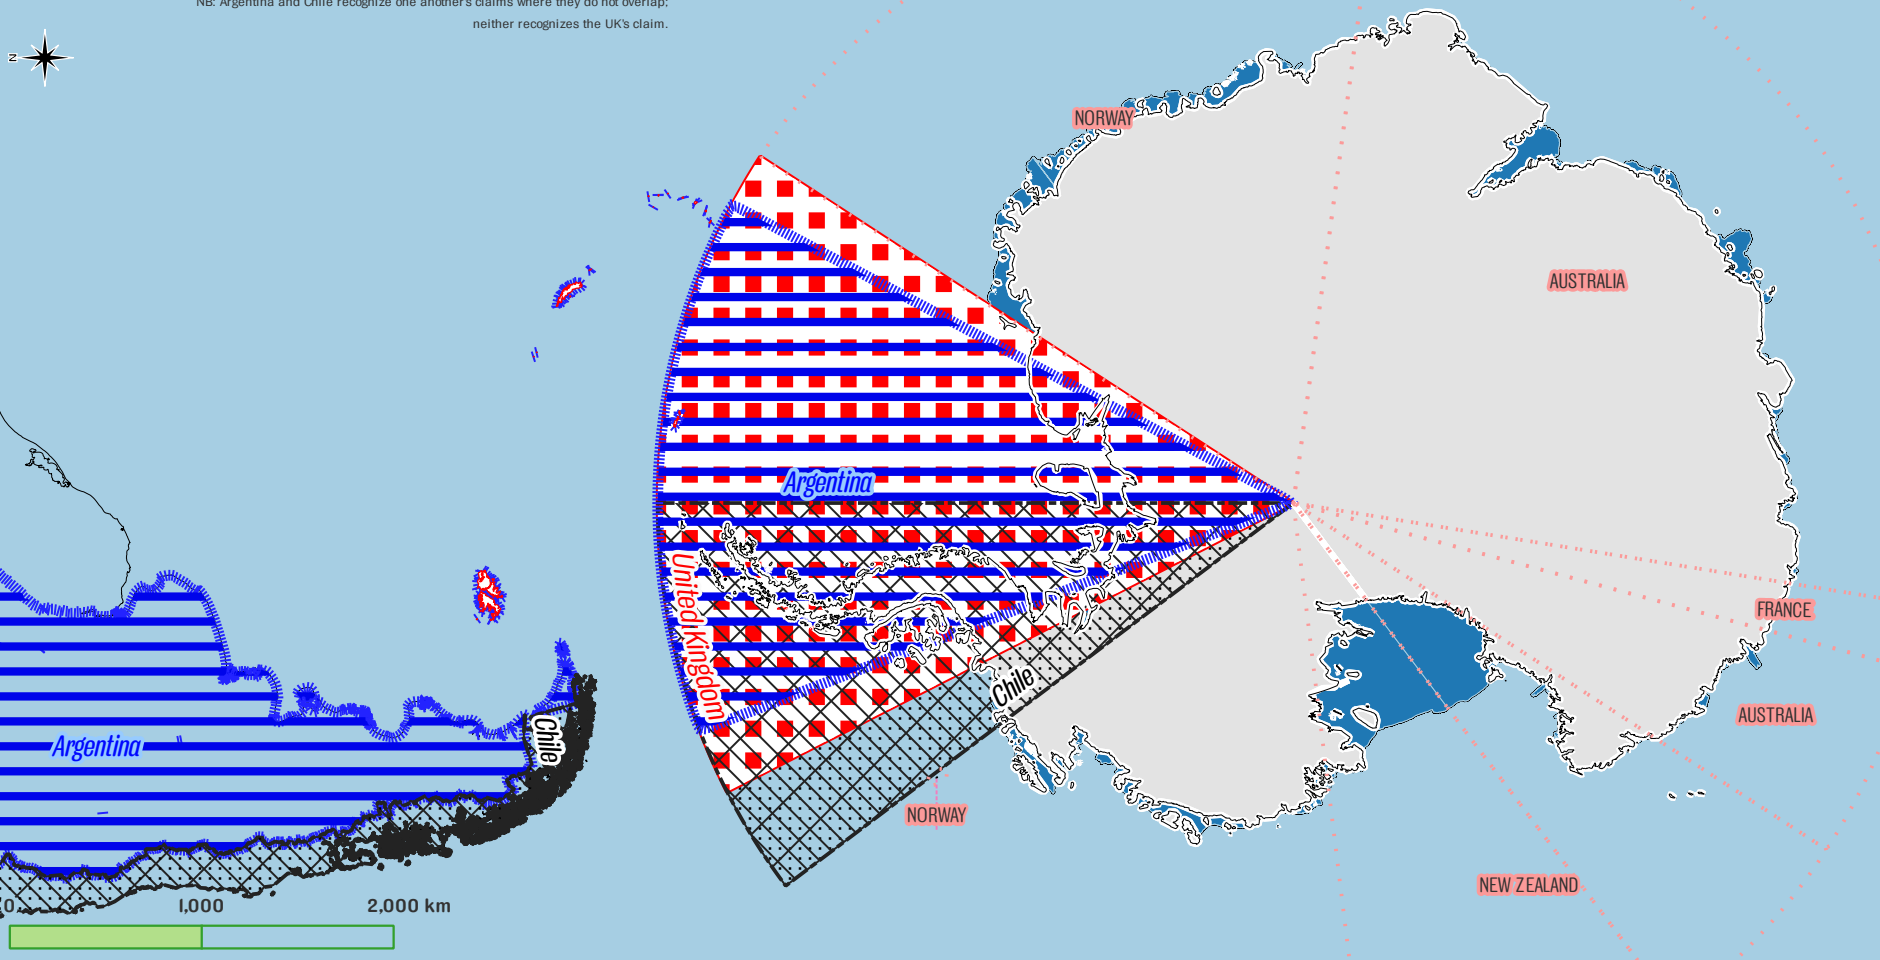 NB: Argentina and Chile recognize one another's claims where they do not overlap;
neither recognizes the UK's claim.
N
NORWAY
AUSTRALIA
Argentina
United Kingdom
Chile
FRANCE
AUSTRALIA
Argentina
Chile
NORWAY
NEW ZEALAND
0
1,000
2,000 km